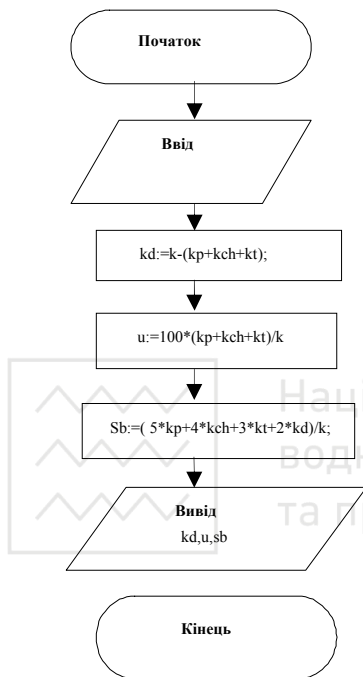 Початок
Ввід
kd:=k-(kp+kch+kt);
u:=100*(kp+kch+kt)/k
Sb:=( 5*kp+4*kch+3*kt+2*kd)/k;
Вивід
kd,u,sb
Кінець